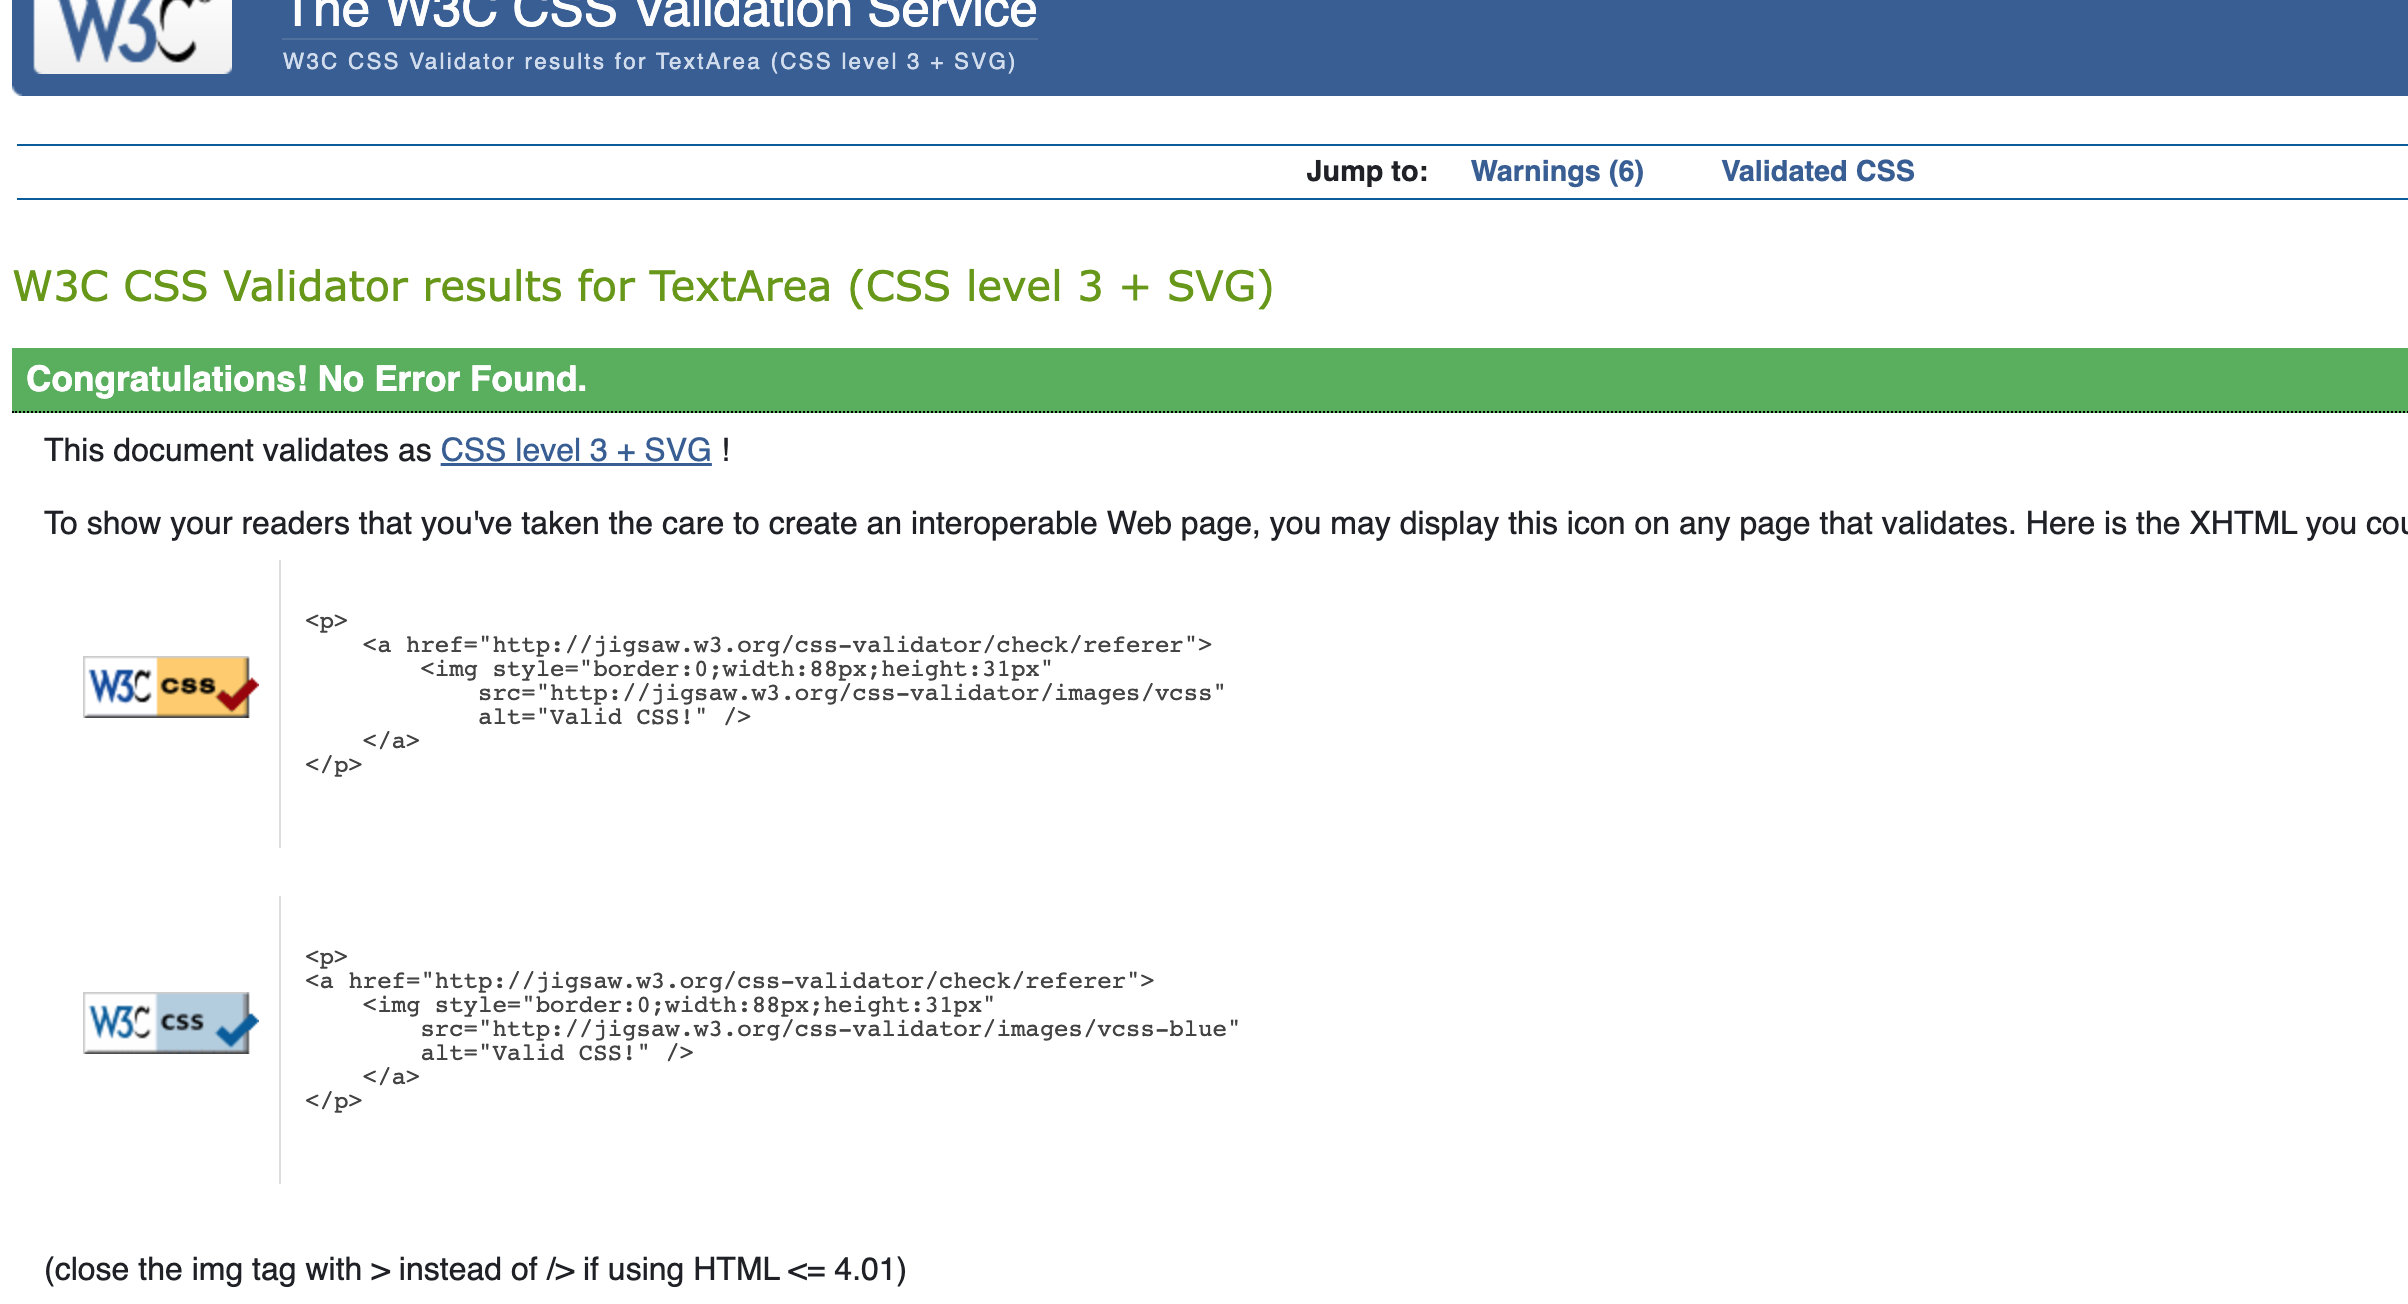 W3C
The W3C CSS Validation Service
W3C CSS Validator results for TextArea (CSS level 3 + SVG)
Jump to: Warnings (6) Validated CSS
W3C CSS Validator results for TextArea (CSS level 3 + SVG)
Congratulations! No Error Found.
This document validates as CSS level 3 + SVG !
To show your readers that you've taken the care to create an interoperable Web page, you may display this icon on any page that validates. Here is the XHTML you
W3C css
<p>
<a href="http://jigsaw.w3.org/css-validator/check/referer">
<img style="border:0;width:88px;height:31px"
src="http://jigsaw.w3.org/css-validator/images/vcss"
alt="Valid CSS!" />
</a>
</p>
W3C css
<p>
<a href="http://jigsaw.w3.org/css-validator/check/referer">
<img style="border:0;width:88px;height:31px"
src="http://jigsaw.w3.org/css-validator/images/vcss-blue"
alt="Valid CSS!" />
</a>
</p>
(close the img tag with > instead of /> if using HTML <= 4.01)